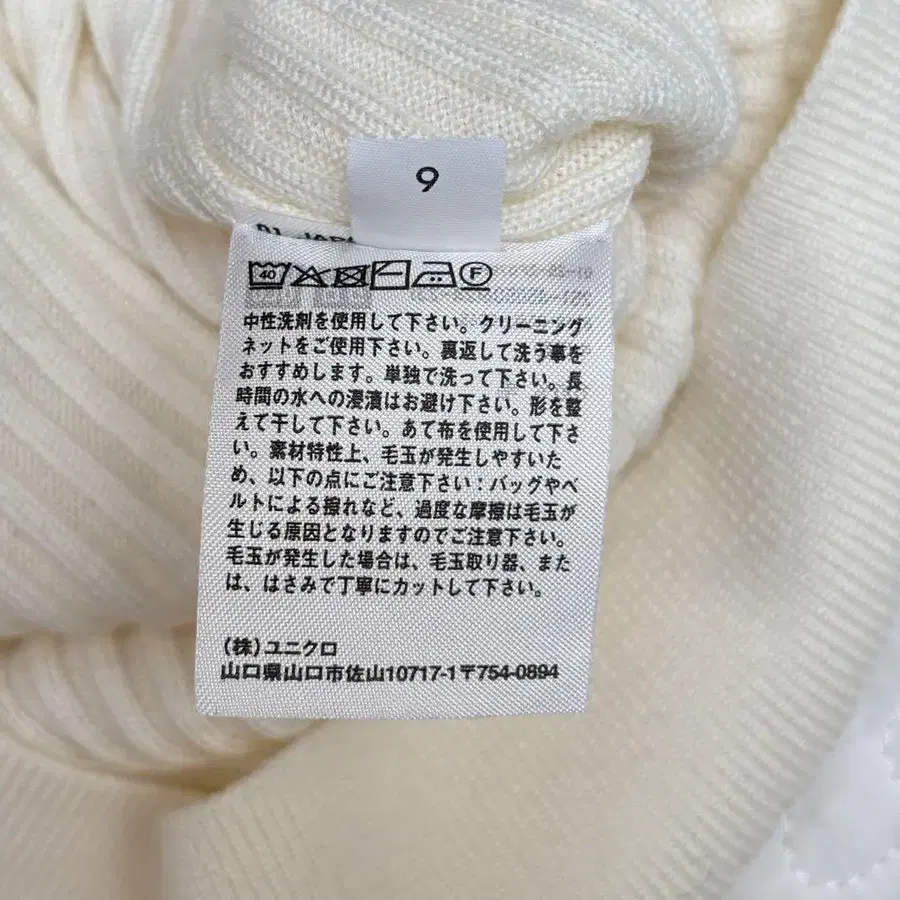 9
40 F
中性洗剤を使用して下さい。クリーニング
ネットをご使用下さい。裏返して洗う事を
おすすめします。単独で洗って下さい。長
時間の水への浸漬はお避け下さい。形を整
えて干して下さい。あて布を使用して下さ
い。素材特性上、毛玉が発生しやすいた
め、以下の点にご注意下さい：バッグやベ
ルトによる擦れなど、過度な摩擦は毛玉が
生じる原因となりますのでご注意下さい。
毛玉が発生した場合は、毛玉取り器、また
は、はさみで丁寧にカットして下さい。
(株)ユニクロ
山口県山口市佐山10717-1〒754-0894